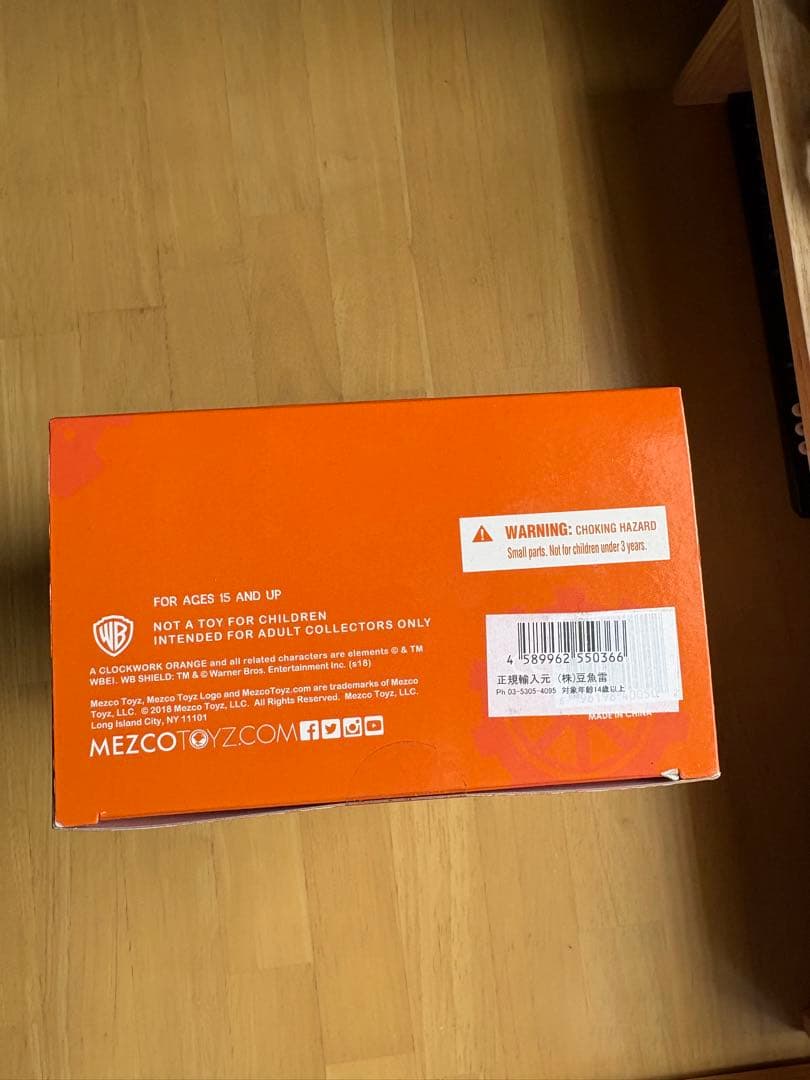 WARNING: CHOKING HAZARD
Small parts. Not for children under 3 years.
FOR AGES 15 AND UP
NOT A TOY FOR CHILDREN
INTENDED FOR ADULT COLLECTORS ONLY
WB
A CLOCKWORK ORANGE and all related characters are elements © & TM
WBEI. WB SHIELD: TM & © Warner Bros. Entertainment Inc. (s18)
Mezco Toyz, Mezco Toyz Logo and MezcoToyz.com are trademarks of Mezco
Toyz, LLC. © 2018 Mezco Toyz, LLC. All Rights Reserved. Mezco Toyz, LLC.
Long Island City, NY 11101
MEZCOTOYZ.COM
4 589962 550366
正規輸入元 (株)豆魚雷
Ph 03-5305-4095 対象年齢14歳以上
MADE IN CHINA